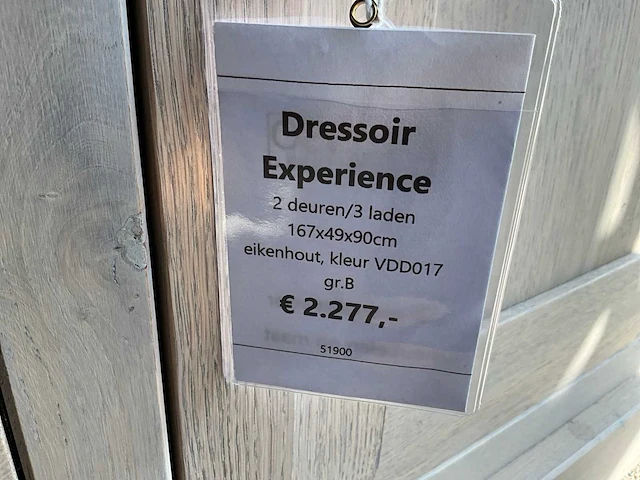 Dressoir
Experience
2 deuren/3 laden
167x49x90cm
eikenhout, kleur VDD017
gr.B
€ 2.277,-
51900